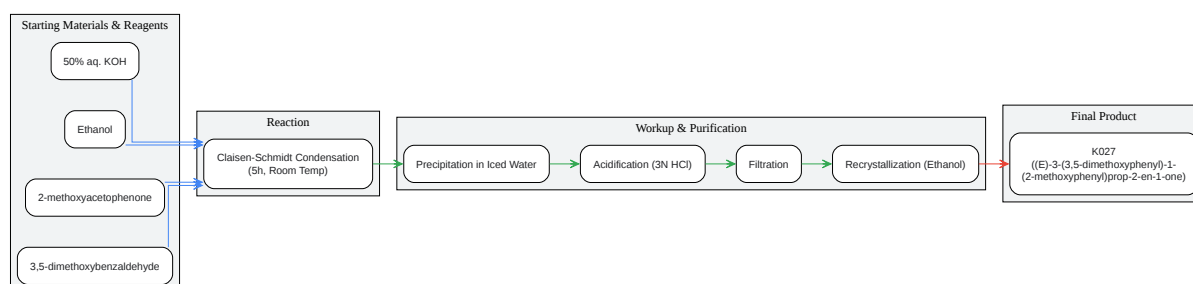 Starting Materials & Reagents
50% aq. KOH
Ethanol
2-methoxyacetophenone
3,5-dimethoxybenzaldehyde
Reaction
Claisen-Schmidt Condensation
(5h, Room Temp)
Workup & Purification
Precipitation in Iced Water
Acidification (3N HCl)
Filtration
Recrystallization (Ethanol)
Final Product
K027
((E)-3-(3,5-dimethoxyphenyl)-1-
(2-methoxyphenyl)prop-2-en-1-one)